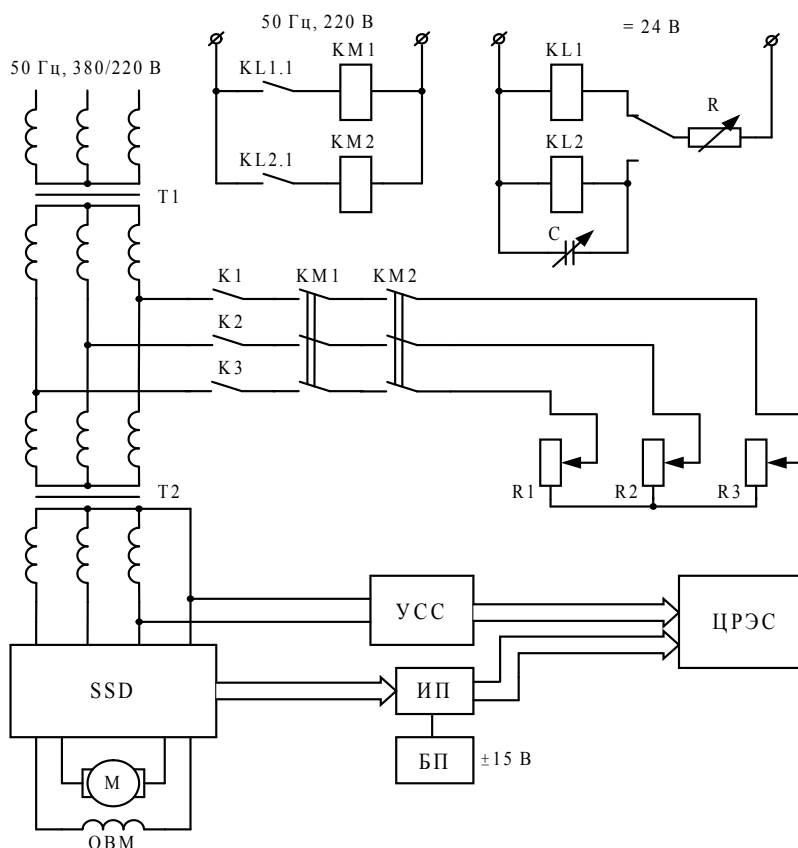 50 Гц, 220 В
= 24 В
50 Гц, 380/220 В
KL1.1
KM1
KL1
R
KL2.1
KM2
KL2
C
T1
K1
KM1
KM2
K2
K3
R1
R2
R3
T2
УСС
ЦРЭС
SSD
ИП
БП
±15 В
М
ОВМ